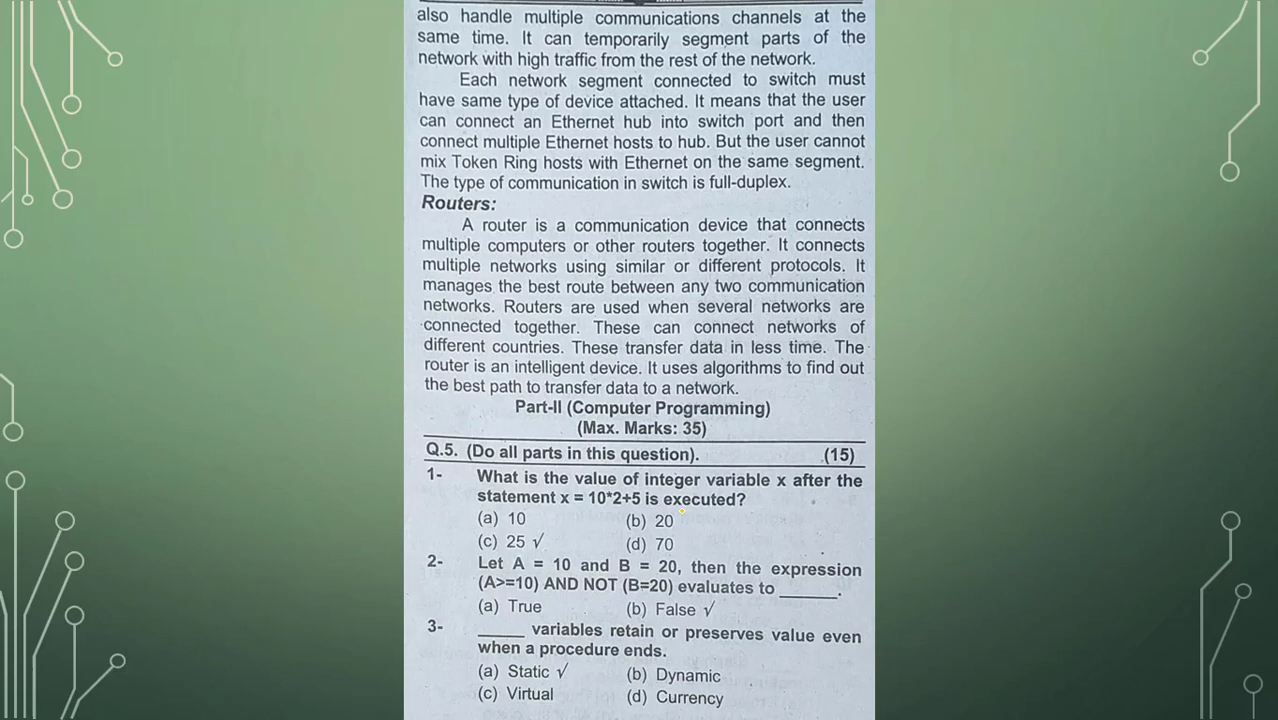 also handle multiple communications channels at the
same time. It can temporarily segment parts of the
network with high traffic from the rest of the network.
Each network segment connected to switch must
have same type of device attached. It means that the user
can connect an Ethernet hub into switch port and then
connect multiple Ethernet hosts to hub. But the user cannot
mix Token Ring hosts with Ethernet on the same segment.
The type of communication in switch is full-duplex.
Routers:
A router is a communication device that connects
multiple computers or other routers together. It connects
multiple networks using similar or different protocols. It
manages the best route between any two communication
networks. Routers are used when several networks are
connected together. These can connect networks of
different countries. These transfer data in less time. The
router is an intelligent device. It uses algorithms to find out
the best path to transfer data to a network.
Part-II (Computer Programming)
(Max. Marks: 35)
Q.5. (Do all parts in this question). (15)
1- What is the value of integer variable x after the
statement x = 10*2+5 is executed?
(a) 10 (b) 20
(c) 25 √ (d) 70
2- Let A = 10 and B = 20, then the expression
(A>=10) AND NOT (B=20) evaluates to ______.
(a) True (b) False √
3- _____ variables retain or preserves value even
when a procedure ends.
(a) Static √ (b) Dynamic
(c) Virtual (d) Currency